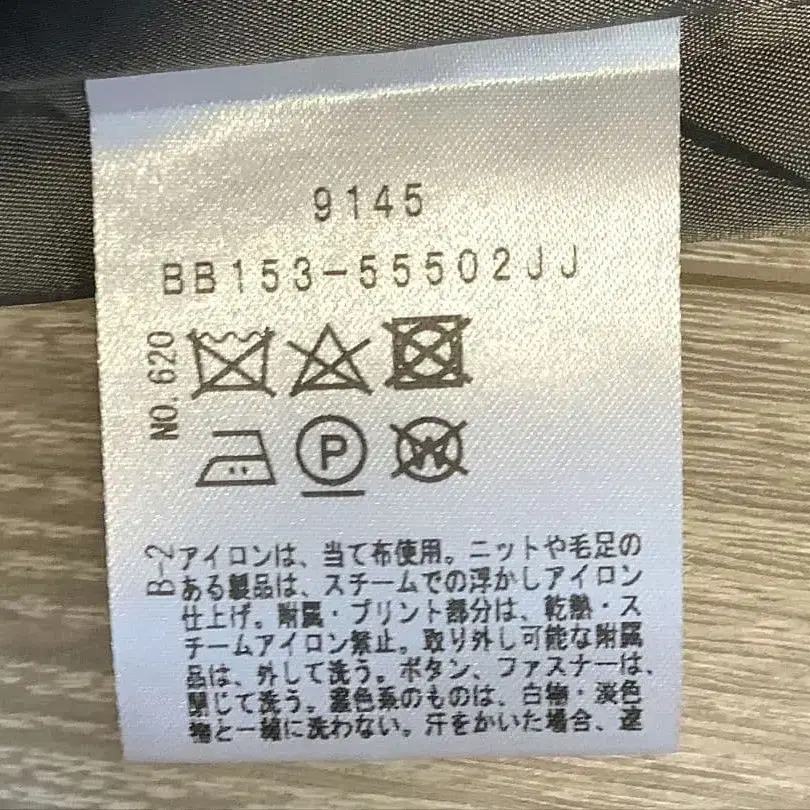 9145
BB153-55502JJ
NO. 620
P
W
B-2
アイロンは、当て布使用。ニットや毛足の
ある製品は、スチームでの浮かしアイロン
仕上げ。附属・プリント部分は、乾熱・ス
チームアイロン禁止。取り外し可能な附属
品は、外して洗う。ボタン、ファスナーは、
閉じて洗う。濃色系のものは、白物・淡色
物と一緒に洗わない。汗をかいた場合、速